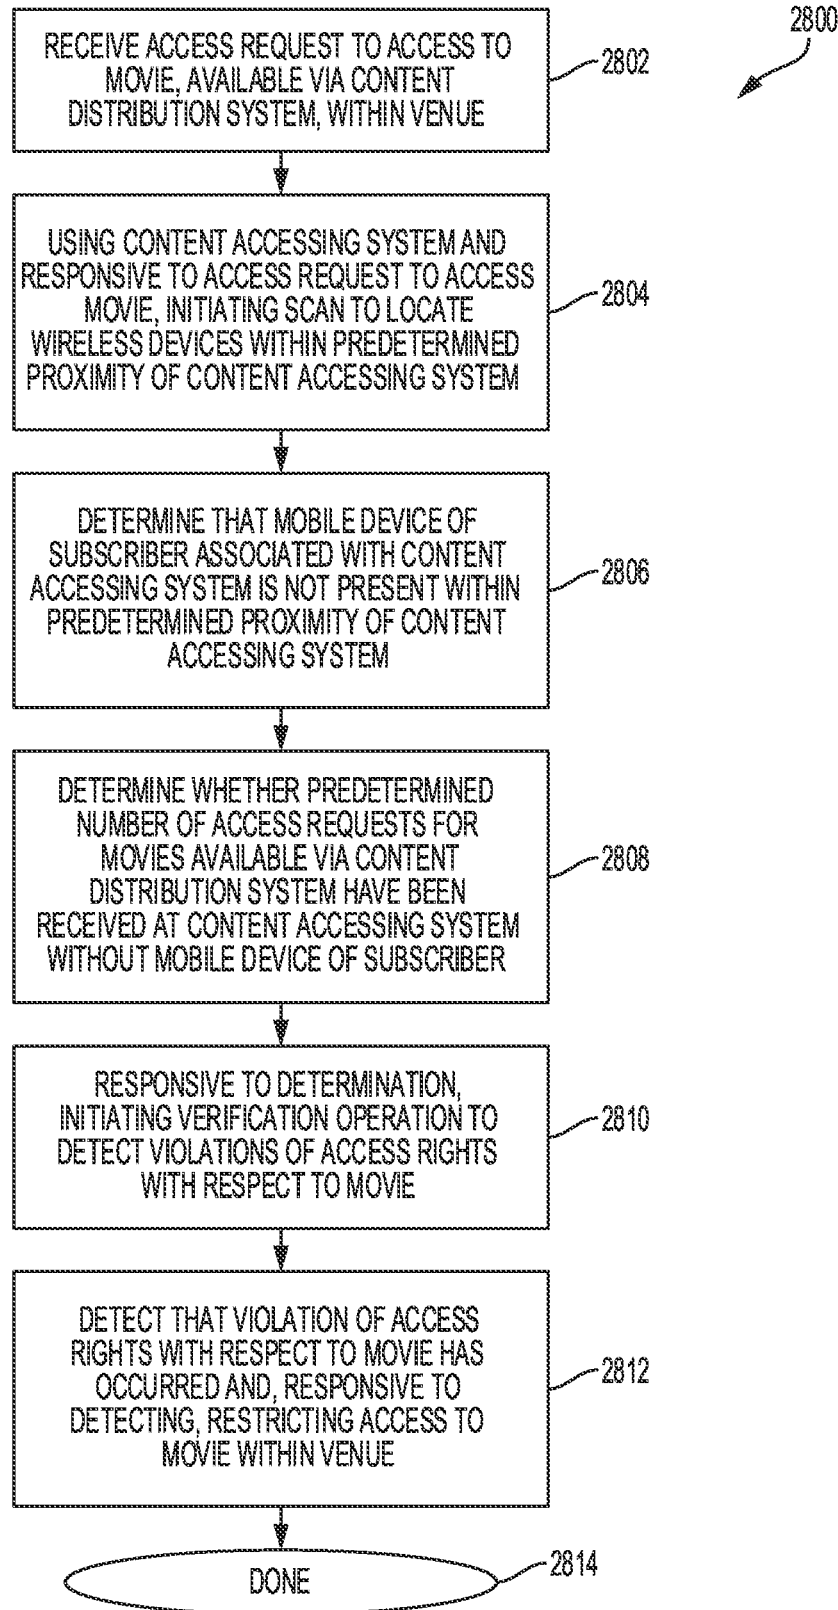 2800
RECEIVE ACCESS REQUEST TO ACCESS TO
MOVIE, AVAILABLE VIA CONTENT
DISTRIBUTION SYSTEM, WITHIN VENUE
2802
USING CONTENT ACCESSING SYSTEM AND
RESPONSIVE TO ACCESS REQUEST TO ACCESS
MOVIE, INITIATING SCAN TO LOCATE
WIRELESS DEVICES WITHIN PREDETERMINED
PROXIMITY OF CONTENT ACCESSING SYSTEM
2804
DETERMINE THAT MOBILE DEVICE OF
SUBSCRIBER ASSOCIATED WITH CONTENT
ACCESSING SYSTEM IS NOT PRESENT WITHIN
PREDETERMINED PROXIMITY OF CONTENT
ACCESSING SYSTEM
2806
DETERMINE WHETHER PREDETERMINED
NUMBER OF ACCESS REQUESTS FOR
MOVIES AVAILABLE VIA CONTENT
DISTRIBUTION SYSTEM HAVE BEEN
RECEIVED AT CONTENT ACCESSING SYSTEM
WITHOUT MOBILE DEVICE OF SUBSCRIBER
2808
RESPONSIVE TO DETERMINATION,
INITIATING VERIFICATION OPERATION TO
DETECT VIOLATIONS OF ACCESS RIGHTS
WITH RESPECT TO MOVIE
2810
DETECT THAT VIOLATION OF ACCESS
RIGHTS WITH RESPECT TO MOVIE HAS
OCCURRED AND, RESPONSIVE TO
DETECTING, RESTRICTING ACCESS TO
MOVIE WITHIN VENUE
2812
DONE
2814